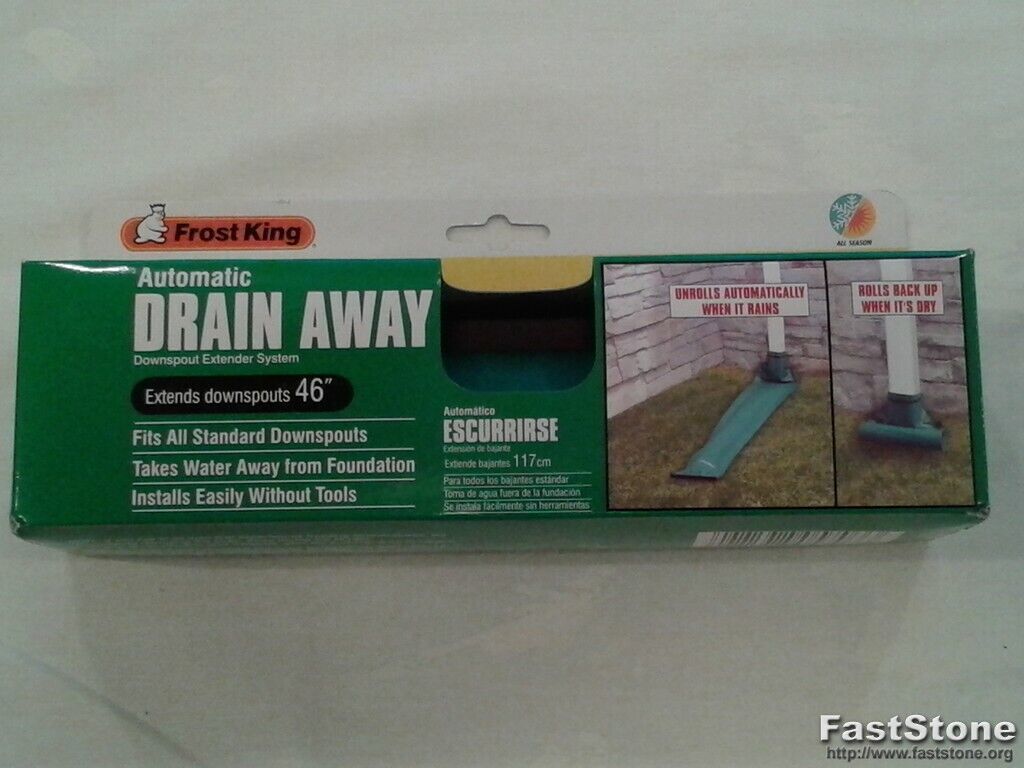 Frost King
ALL SEASON
Automatic
DRAIN AWAY
Downspout Extender System
Extends downspouts 46"
Fits All Standard Downspouts
Takes Water Away from Foundation
Installs Easily Without Tools
Automático
ESCURRIRSE
Extensión de bajante
Extiende bajantes 117cm
Para todos los bajantes estándar
Toma de agua fuera de la fundación
Se instala fácilmente sin herramientas
UNROLLS AUTOMATICALLY
WHEN IT RAINS
ROLLS BACK UP
WHEN IT'S DRY
FastStone
http://www.faststone.org